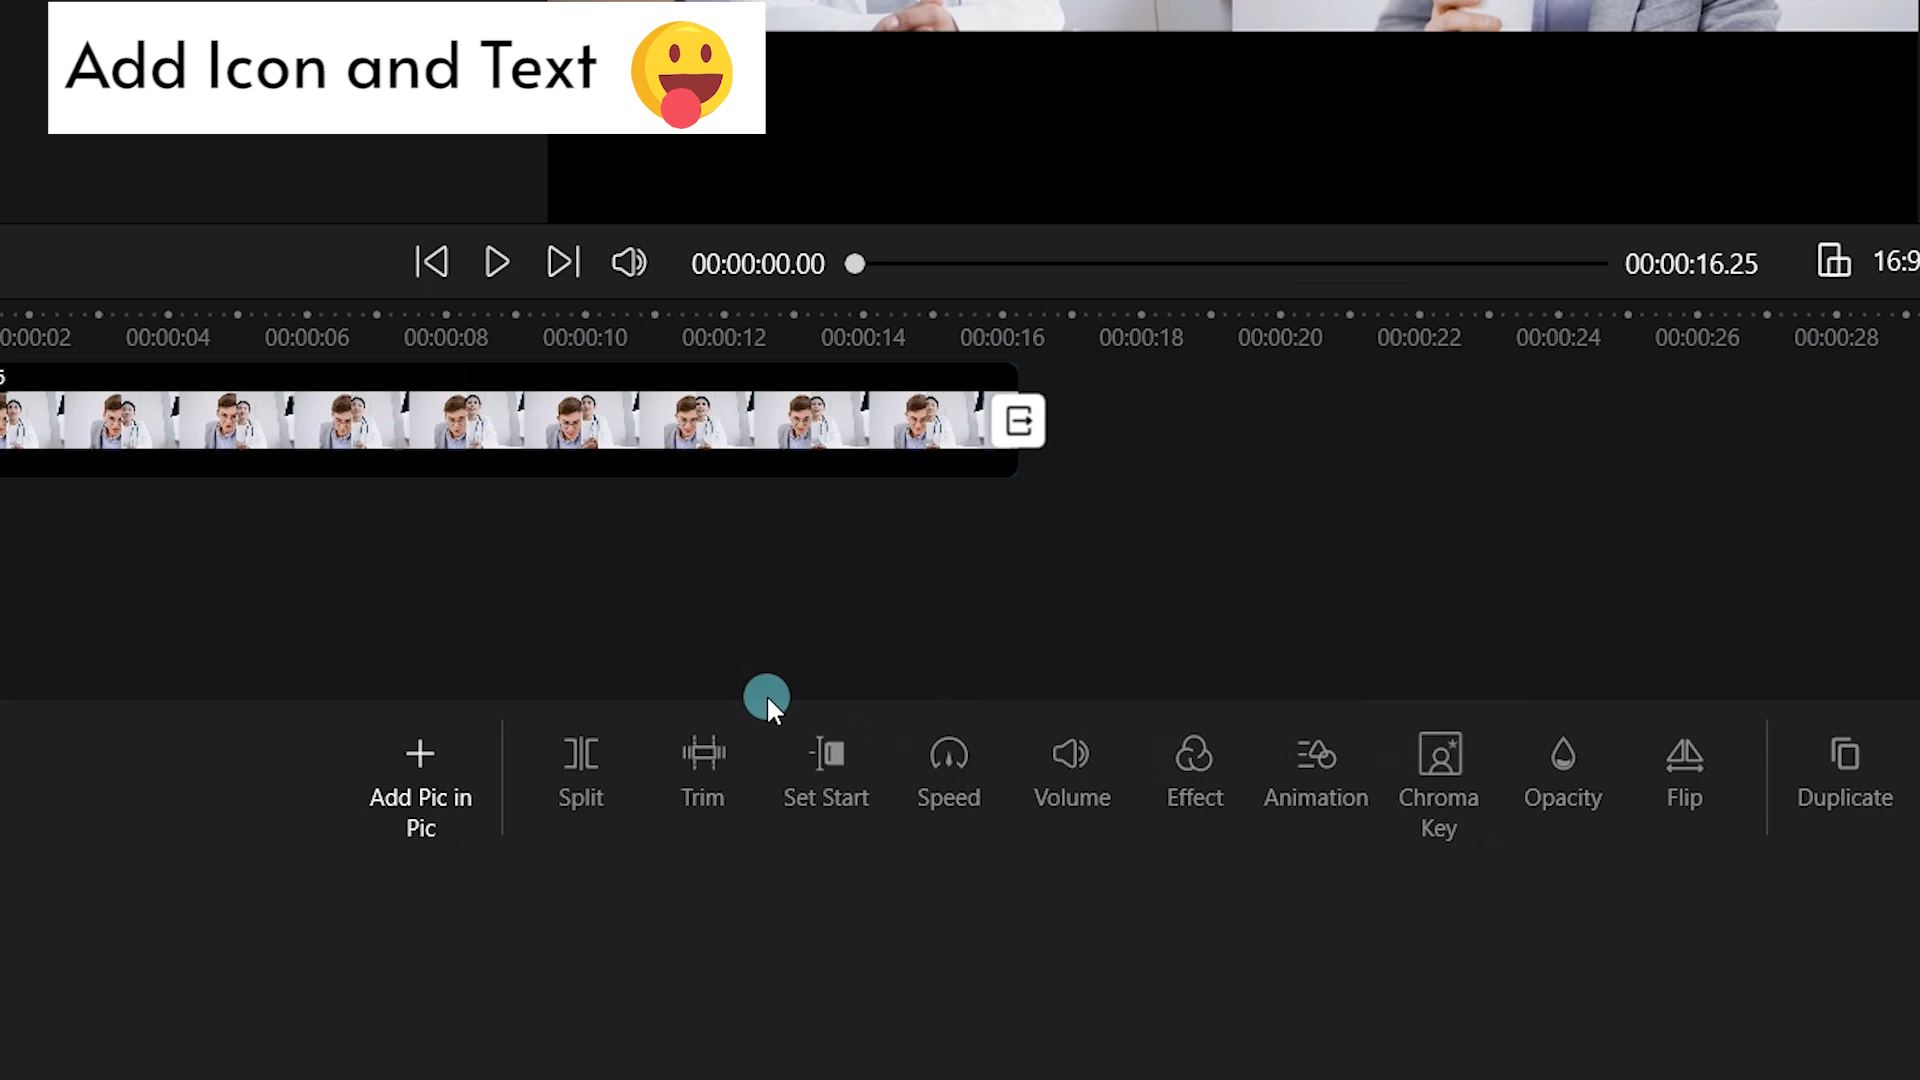 Add Icon and Text
00:00:00.00
00:00:16.25
16:9
0:00:02 00:00:04 00:00:06 00:00:08 00:00:10 00:00:12 00:00:14 00:00:16 00:00:18 00:00:20 00:00:22 00:00:24 00:00:26 00:00:28
Add Pic in
Pic
Split
Trim
Set Start
Speed
Volume
Effect
Animation
Chroma
Key
Opacity
Flip
Duplicate